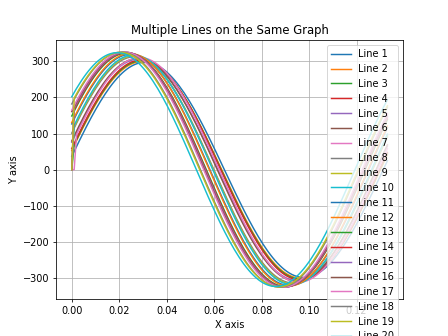 Multiple Lines on the Same Graph
Y axis
300
200
100
0
−100
−200
−300
0.00
0.02
0.04
0.06
0.08
0.10
X axis
Line 1
Line 2
Line 3
Line 4
Line 5
Line 6
Line 7
Line 8
Line 9
Line 10
Line 11
Line 12
Line 13
Line 14
Line 15
Line 16
Line 17
Line 18
Line 19
Line 20